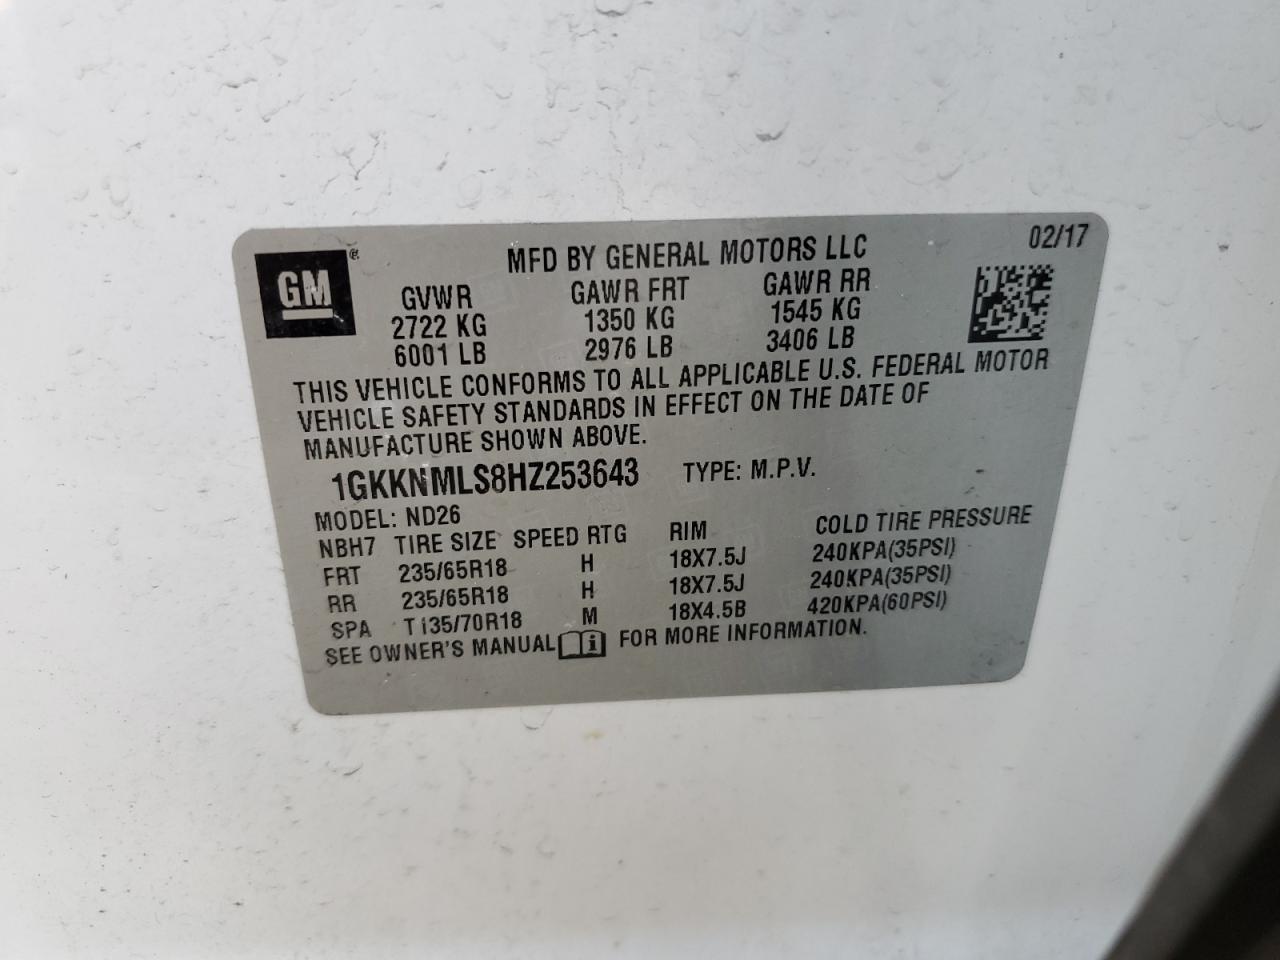 GM ®
MFD BY GENERAL MOTORS LLC 02/17
GVWR GAWR FRT GAWR RR
2722 KG 1350 KG 1545 KG
6001 LB 2976 LB 3406 LB
THIS VEHICLE CONFORMS TO ALL APPLICABLE U.S. FEDERAL MOTOR
VEHICLE SAFETY STANDARDS IN EFFECT ON THE DATE OF
MANUFACTURE SHOWN ABOVE.
1GKKNMLS8HZ253643 TYPE: M.P.V.
MODEL: ND26
NBH7 TIRE SIZE SPEED RTG RIM COLD TIRE PRESSURE
FRT 235/65R18 H 18X7.5J 240KPA(35PSI)
RR 235/65R18 H 18X7.5J 240KPA(35PSI)
SPA T135/70R18 M 18X4.5B 420KPA(60PSI)
SEE OWNER'S MANUAL i FOR MORE INFORMATION.